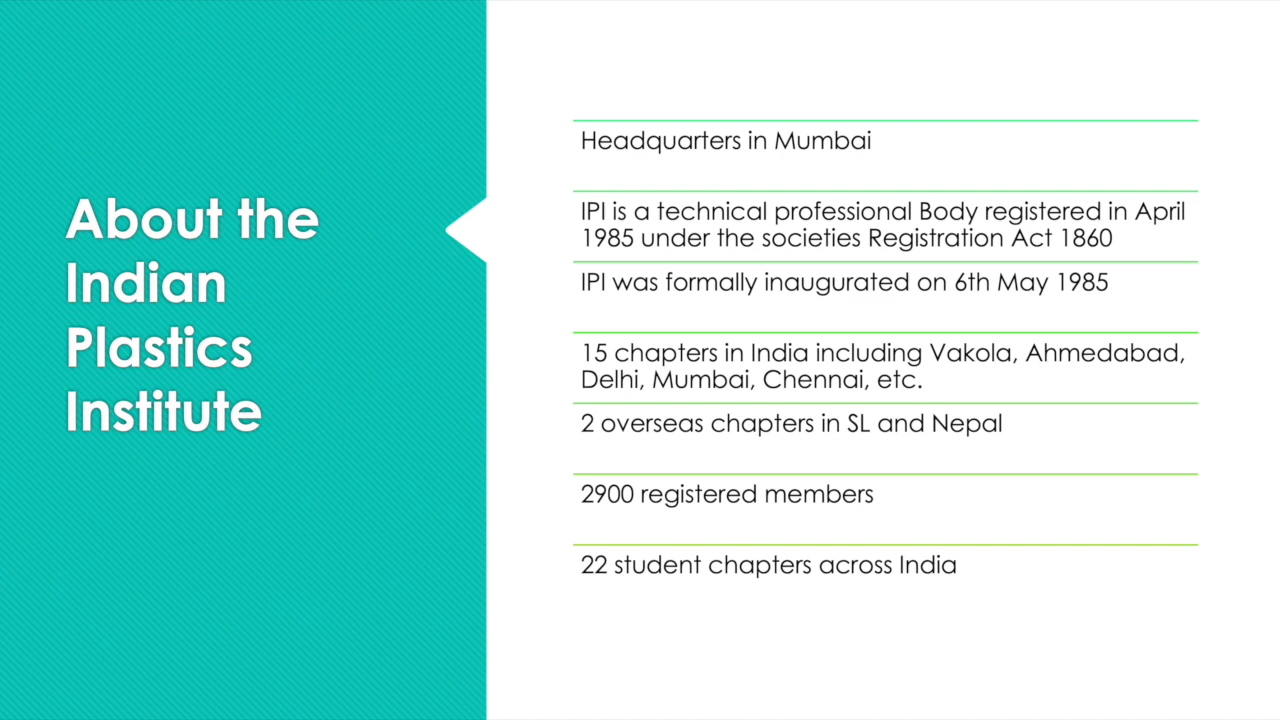 About the
Indian
Plastics
Institute
Headquarters in Mumbai
IPI is a technical professional Body registered in April
1985 under the societies Registration Act 1860
IPI was formally inaugurated on 6th May 1985
15 chapters in India including Vakola, Ahmedabad,
Delhi, Mumbai, Chennai, etc.
2 overseas chapters in SL and Nepal
2900 registered members
22 student chapters across India